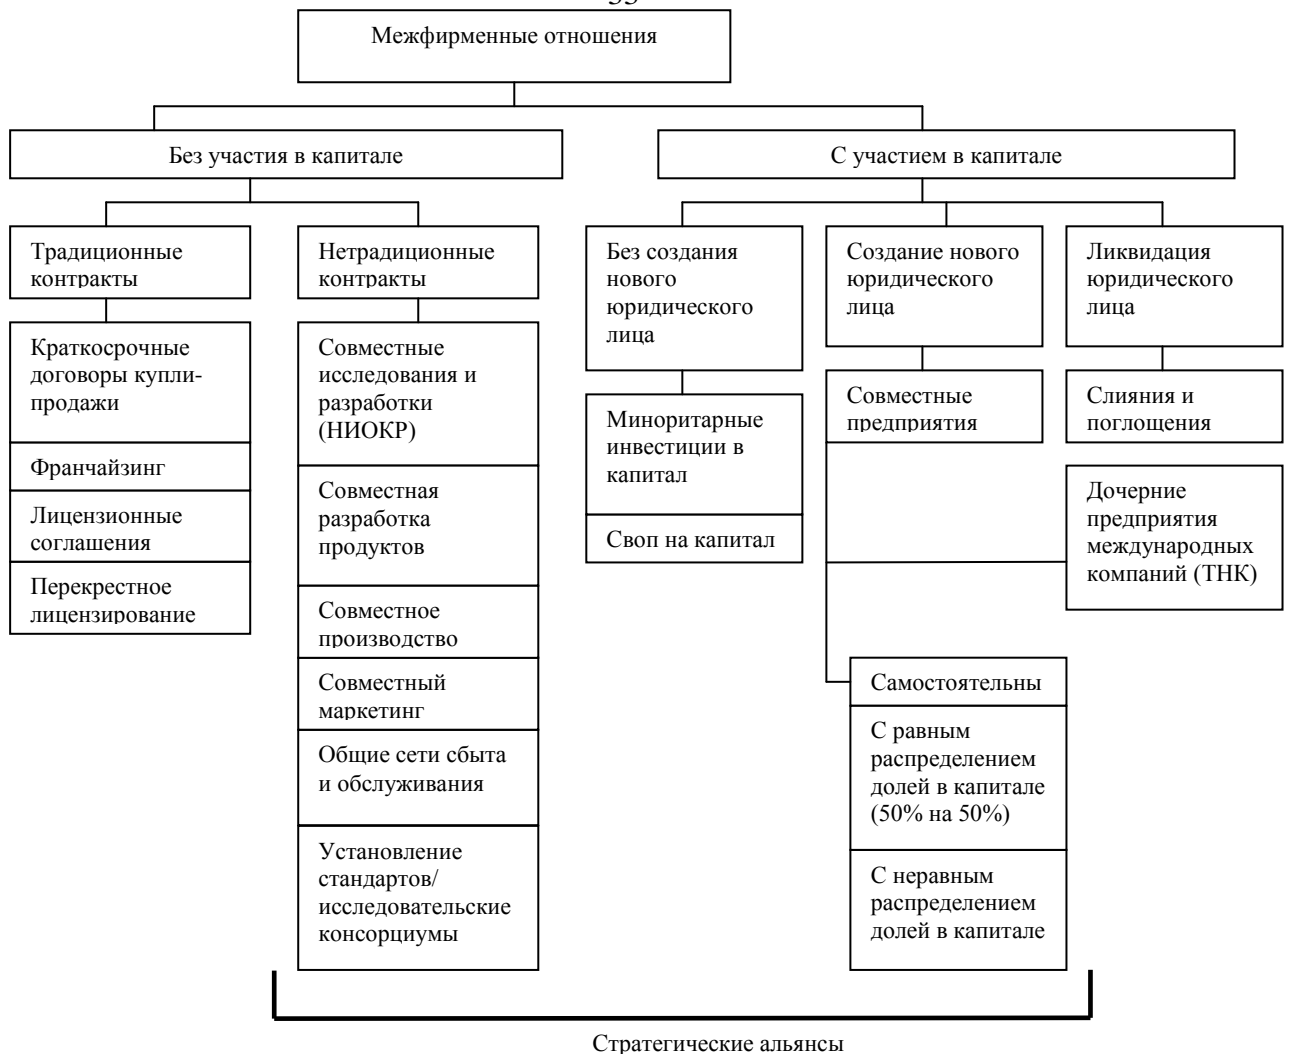 Межфирменные отношения
Без участия в капитале
С участием в капитале
Традиционные
контракты
Нетрадиционные
контракты
Без создания
нового
юридического
лица
Создание нового
юридического
лица
Ликвидация
юридического
лица
Краткосрочные
договоры купли-
продажи
Франчайзинг
Лицензионные
соглашения
Перекрестное
лицензирование
Совместные
исследования и
разработки
(НИОКР)
Совместная
разработка
продуктов
Совместное
производство
Совместный
маркетинг
Общие сети сбыта
и обслуживания
Установление
стандартов/
исследовательские
консорциумы
Миноритарные
инвестиции в
капитал
Своп на капитал
Совместные
предприятия
Слияния и
поглощения
Дочерние
предприятия
международных
компаний (ТНК)
Самостоятельны
С равным
распределением
долей в капитале
(50% на 50%)
С неравным
распределением
долей в капитале
Стратегические альянсы